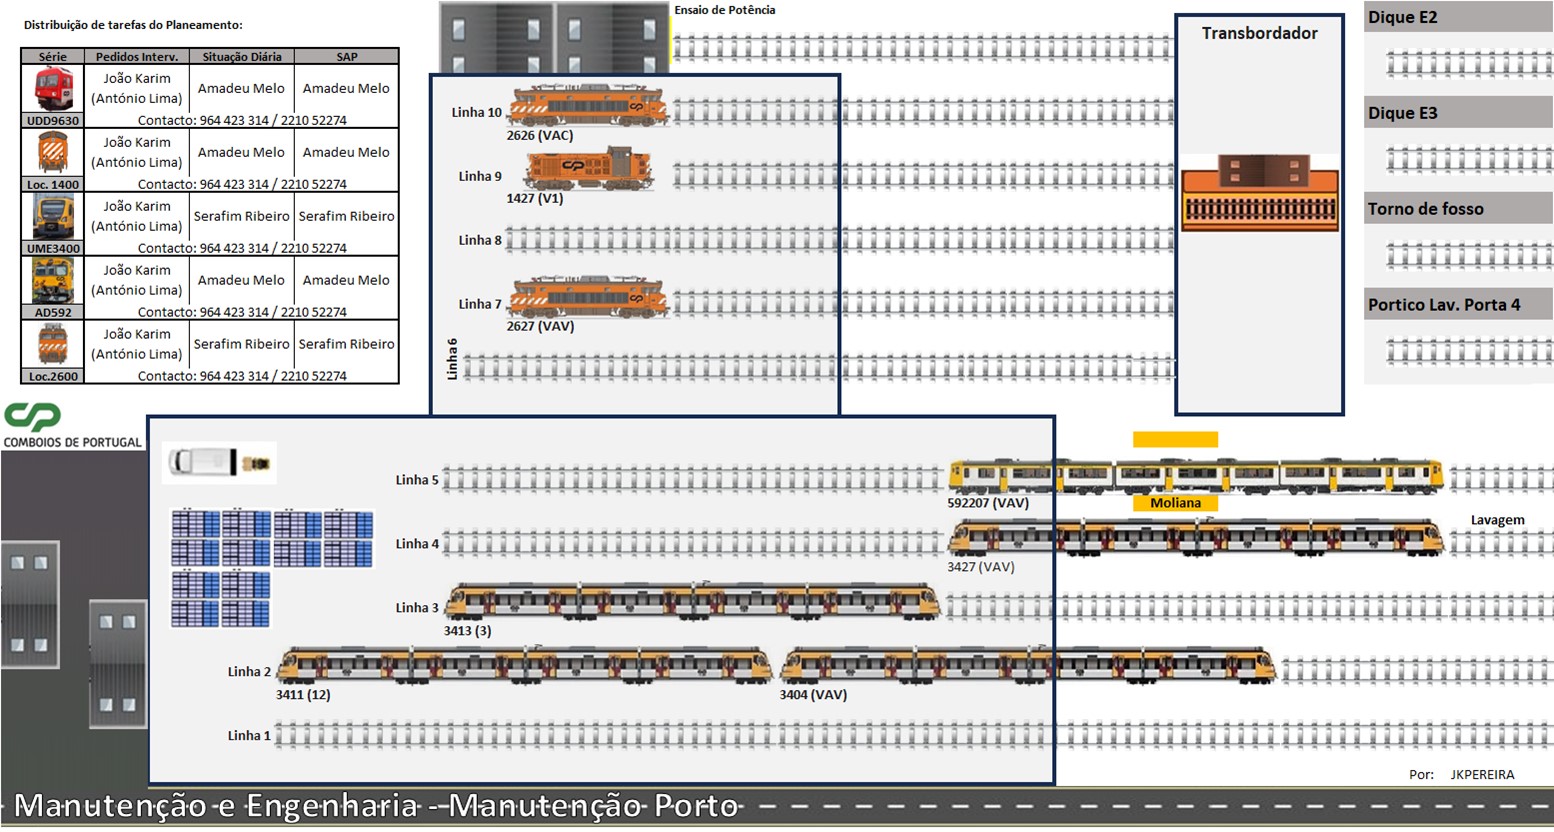 Distribuição de tarefas do Planeamento:
Série Pedidos Interv. Situação Diária SAP
UDD9630 João Karim (António Lima) Amadeu Melo Amadeu Melo
Contacto: 964 423 314 / 2210 52274
Loc. 1400 João Karim (António Lima) Amadeu Melo Amadeu Melo
Contacto: 964 423 314 / 2210 52274
UME3400 João Karim (António Lima) Serafim Ribeiro Serafim Ribeiro
Contacto: 964 423 314 / 2210 52274
AD592 João Karim (António Lima) Amadeu Melo Amadeu Melo
Contacto: 964 423 314 / 2210 52274
Loc.2600 João Karim (António Lima) Serafim Ribeiro Serafim Ribeiro
Contacto: 964 423 314 / 2210 52274
Ensaio de Potência
Linha 10
2626 (VAC)
Linha 9
1427 (V1)
Linha 8
Linha 7
2627 (VAV)
Linha 6
Transbordador
Dique E2
Dique E3
Torno de fosso
Portico Lav. Porta 4
CP
COMBOIOS DE PORTUGAL
Linha 5
592207 (VAV)
Moliana
Linha 4
3427 (VAV)
Lavagem
Linha 3
3413 (3)
Linha 2
3411 (12)
3404 (VAV)
Linha 1
Por: JKPEREIRA
Manutenção e Engenharia - Manutenção Porto